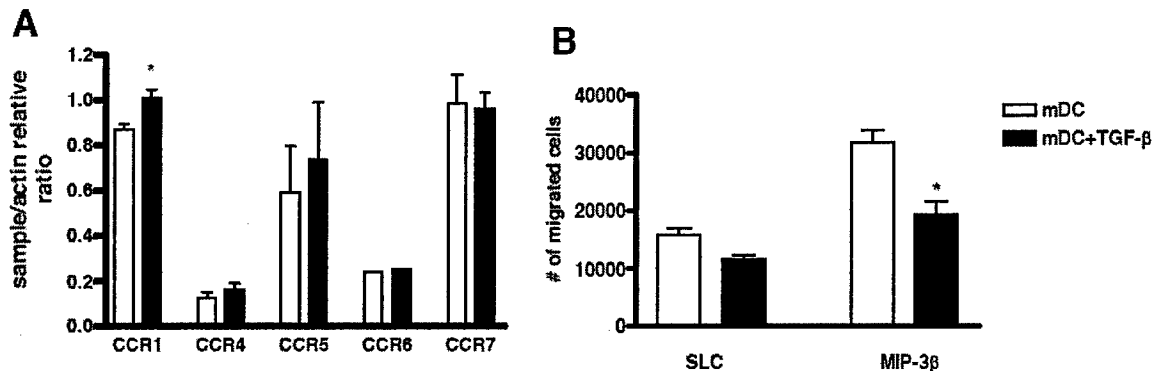 A
sample/actin relative
ratio
1.2
1.0
0.8
0.6
0.4
0.2
0.0
*
CCR1
CCR4
CCR5
CCR6
CCR7
B
# of migrated cells
40000
30000
20000
10000
0
*
SLC
MIP-3β
mDC
mDC+TGF-β